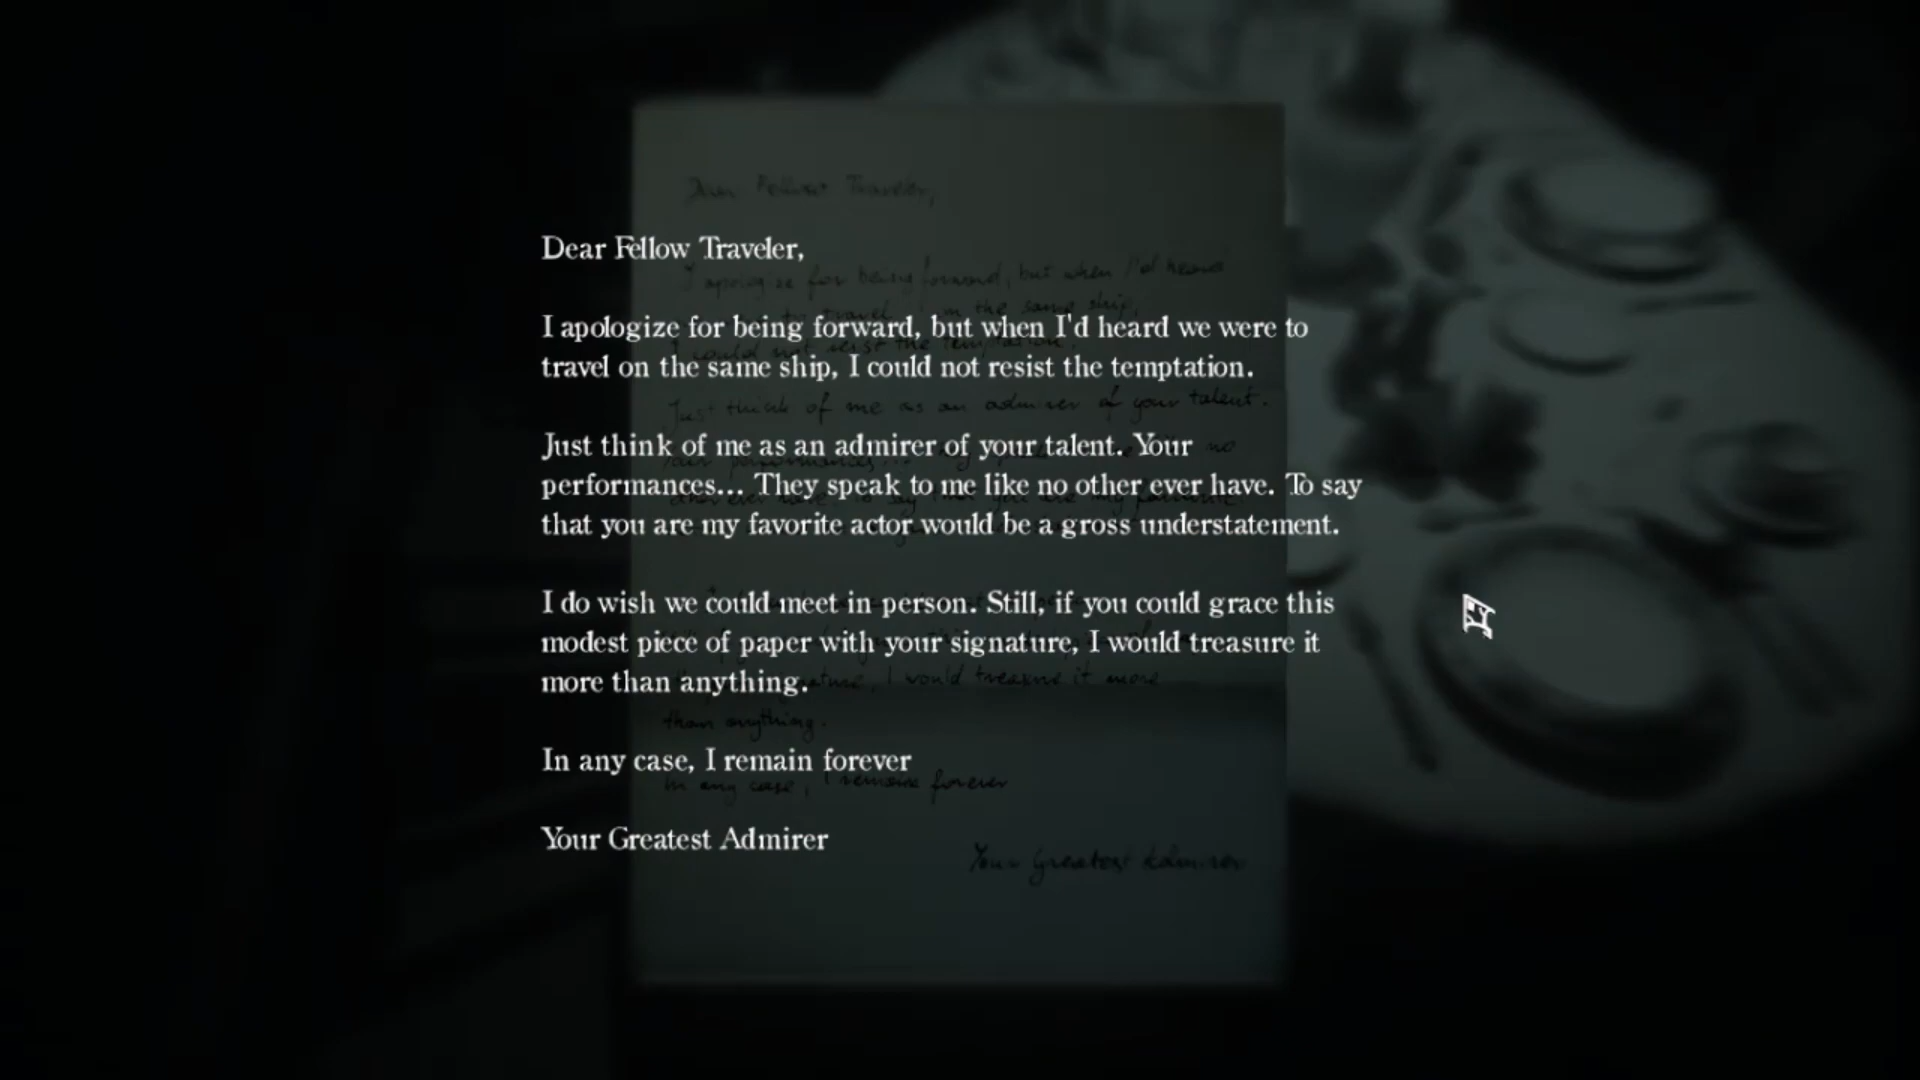 Dear Fellow Traveler,
I apologize for being forward, but when I'd heard we were to
travel on the same ship, I could not resist the temptation.
Just think of me as an admirer of your talent. Your
performances... They speak to me like no other ever have. To say
that you are my favorite actor would be a gross understatement.
I do wish we could meet in person. Still, if you could grace this
modest piece of paper with your signature, I would treasure it
more than anything.
In any case, I remain forever
Your Greatest Admirer